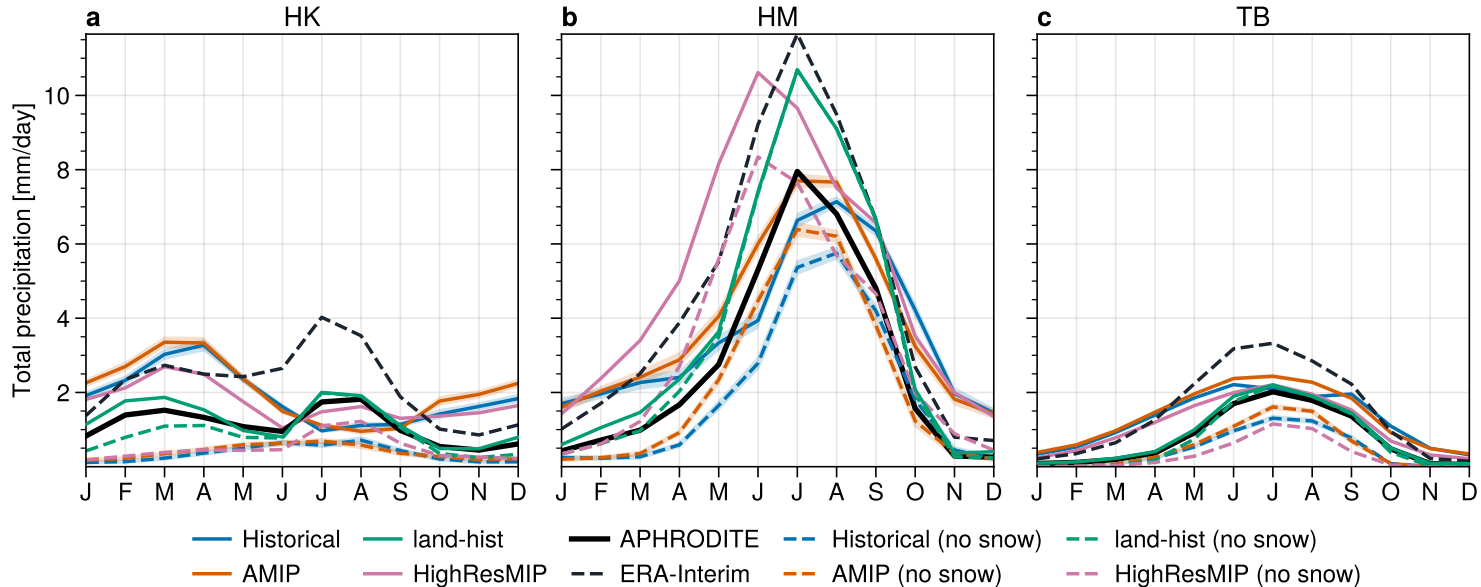 a HK b HM c TB
Total precipitation [mm/day]
10
8
6
4
2
J F M A M J J A S O N D J F M A M J J A S O N D J F M A M J J A S O N D
Historical land-hist APHRODITE Historical (no snow) land-hist (no snow)
AMIP HighResMIP ERA-Interim AMIP (no snow) HighResMIP (no snow)